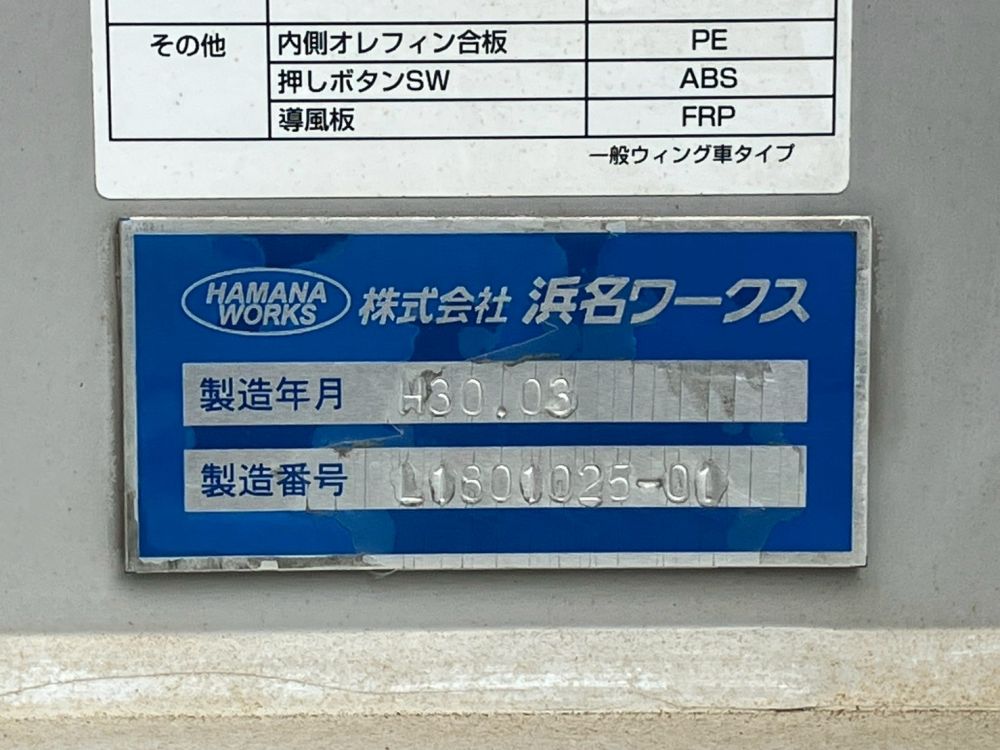 その他
内側オレフィン合板 PE
押しボタンSW ABS
導風板 FRP
一般ウィング車タイプ
HAMANA
WORKS
株式会社 浜名ワークス
製造年月 H30.03
製造番号 L1801025-01